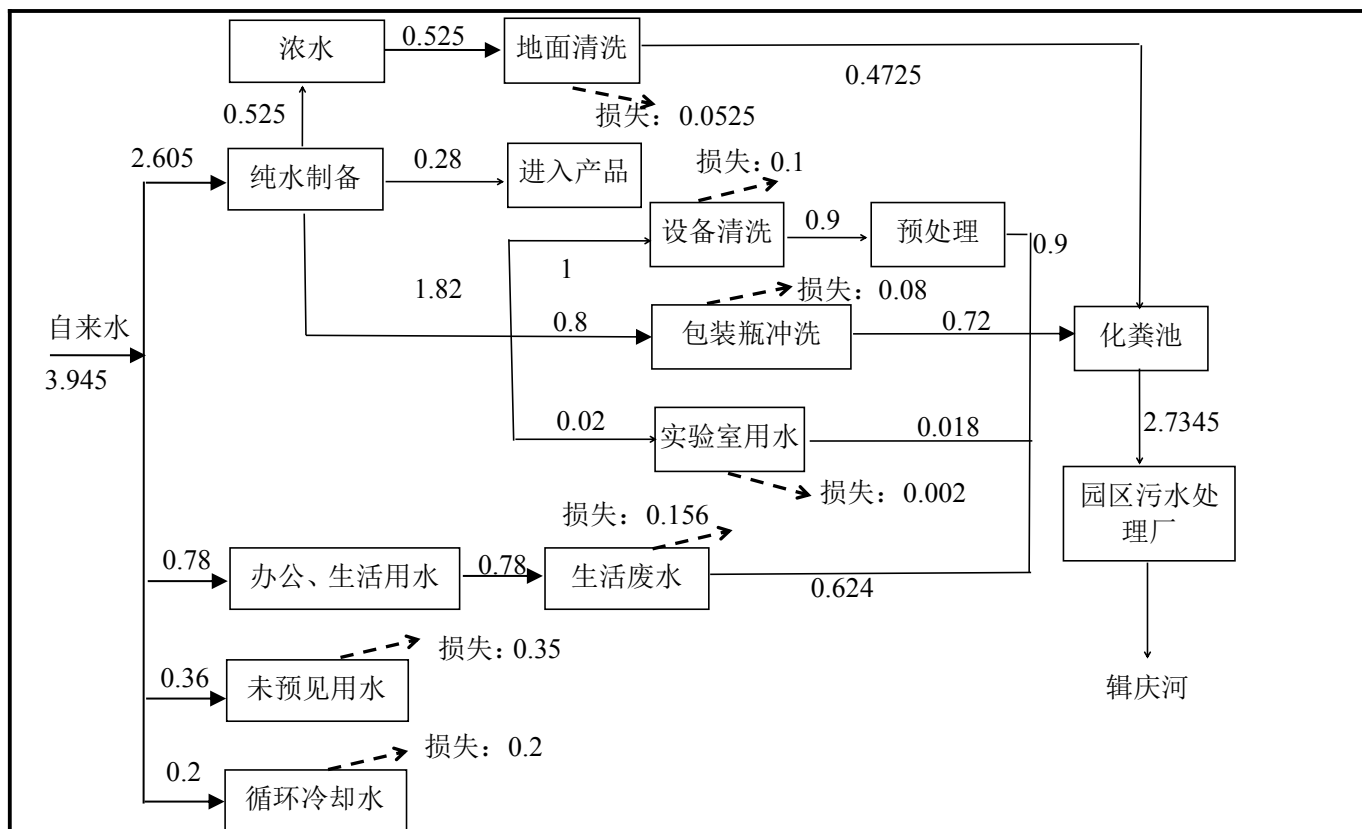 浓水
0.525
地面清洗
0.4725
0.525
损失：0.0525
2.605
纯水制备
0.28
进入产品
损失：0.1
设备清洗
0.9
预处理
0.9
1
1.82
损失：0.08
自来水
3.945
0.8
包装瓶冲洗
0.72
化粪池
0.02
实验室用水
0.018
2.7345
损失：0.002
园区污水处
理厂
损失：0.156
0.78
办公、生活用水
0.78
生活废水
0.624
损失：0.35
0.36
未预见用水
辑庆河
损失：0.2
0.2
循环冷却水